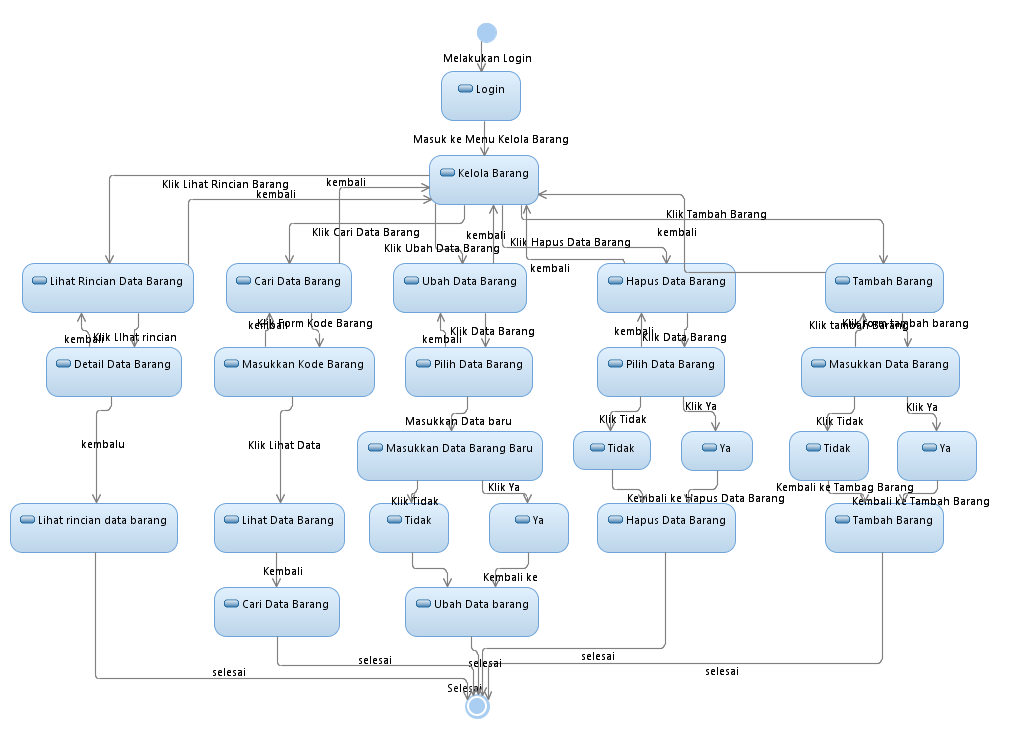 Melakukan Login
Login
Masuk ke Menu Kelola Barang
Kelola Barang
Klik Lihat Rincian Barang
kembali
kembali
Klik Tambah Barang
Klik Cari Data Barang
kembali
kembali
Klik Ubah Data Barang
Klik Hapus Data Barang
kembali
Lihat Rincian Data Barang
Cari Data Barang
Ubah Data Barang
Hapus Data Barang
Tambah Barang
kembali
Klik LIhat rincian
kembali
Klik Form Kode Barang
kembali
Klik Data Barang
kembali
Klik Data Barang
Klik tambah Barang
Klik Form tambah barang
Detail Data Barang
Masukkan Kode Barang
Pilih Data Barang
Pilih Data Barang
Masukkan Data Barang
kembalu
Klik Lihat Data
Masukkan Data baru
Klik Tidak
Klik Ya
Klik Tidak
Klik Ya
Masukkan Data Barang Baru
Tidak
Ya
Tidak
Ya
Klik Tidak
Klik Ya
Kembali ke Hapus Data Barang
Kembali ke Tambag Barang
Kembali ke Tambah Barang
Lihat rincian data barang
Lihat Data Barang
Tidak
Ya
Hapus Data Barang
Tambah Barang
Kembali
Kembali ke
Cari Data Barang
Ubah Data barang
selesai
selesai
selesai
selesai
selesai
Selesai